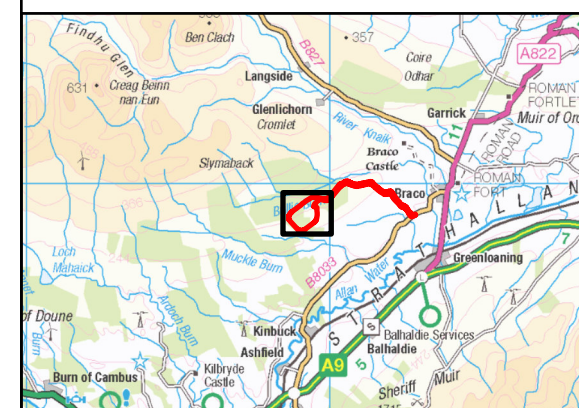 Findhu Glen
Ben Clach
B827
357
Coire
Odhar
A822
Langside
631
Creag Beinn
nan Eun
ROMAN
FORTLET
Glenlichorn
Cromlet
Garrick
Muir of Or
River Knaik
11
ROMAN
ROAD
Slymaback
Braco
Castle
Braco
ROMAN
FORT
STRATHALLAN
Muckle Burn
Loch
Mahaick
B8033
Allan Water
Greenloaning
7
Ardoch Burn
of Doune
Burn
Kinbuck
Ashfield
S
Balhaldie Services
Balhaldie
A9
5
Kilbryde
Castle
Burn of Cambus
Sheriff Muir
1715